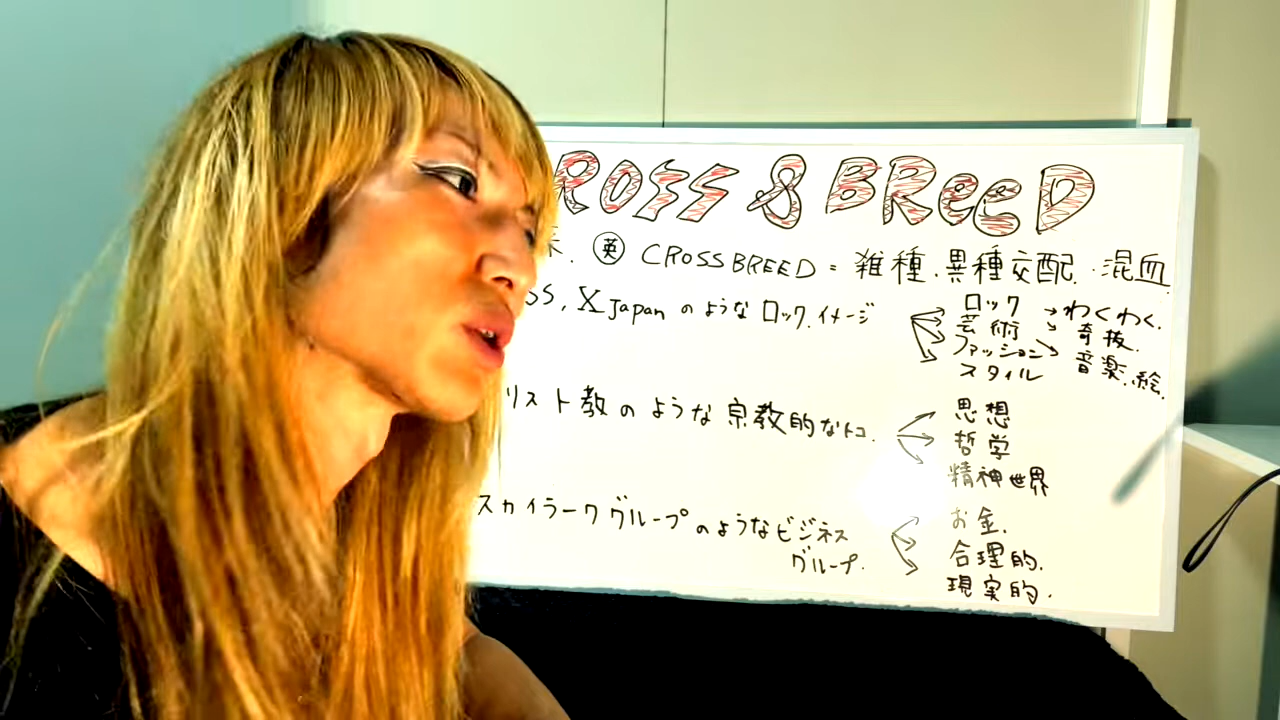 ROSS & BREED
. 英 CROSSBREED = 雑種.異種交配.混血.
SS, X Japan のような ロック.イメージ
ロック → わくわく.
芸術 奇抜.
ファッション 音楽.絵.
スタイル
リスト教のような宗教的なトコ.
思想
哲学
精神世界
スカイラークグループのようなビジネス
グループ.
お金.
合理的.
現実的.